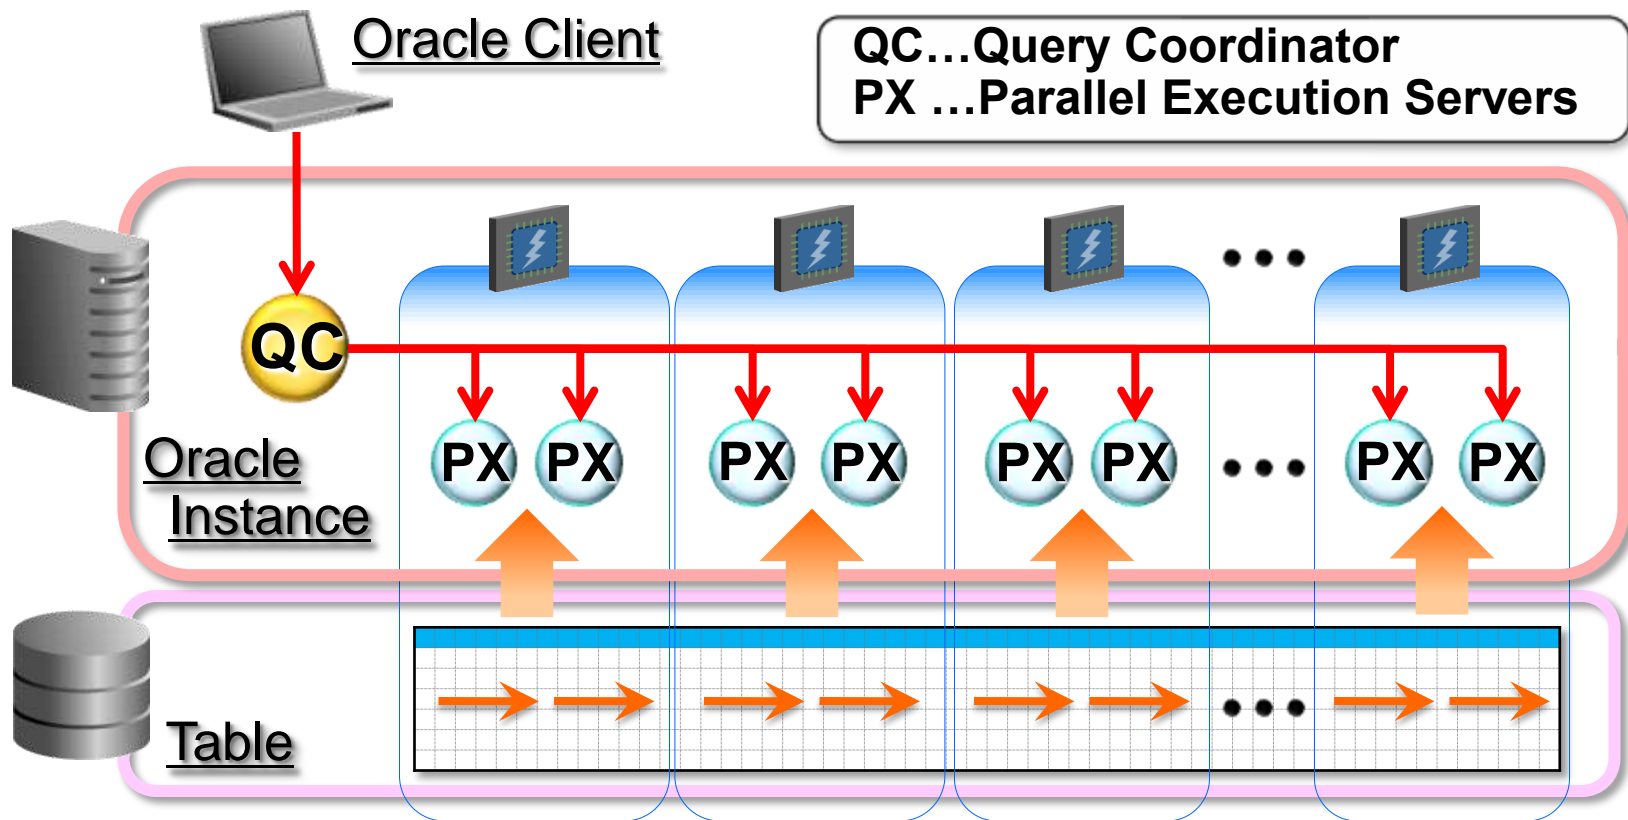 Oracle Client
QC…Query Coordinator
PX …Parallel Execution Servers
QC
PX PX PX PX PX PX PX PX
Oracle
Instance
Table